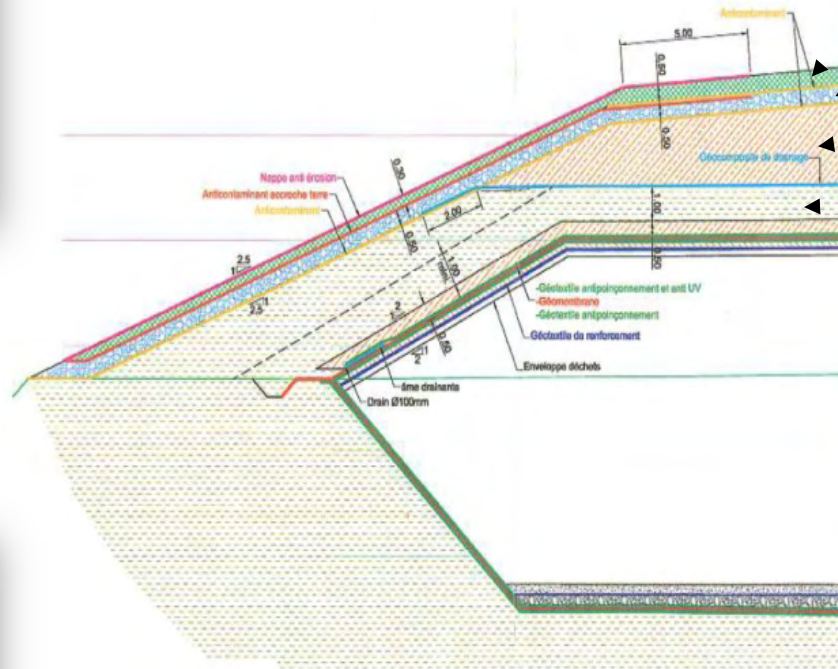 Anticontaminant
5.00
0.50
0.50
Géocomposite de drainage
Nappe anti érosion
Anticontaminant accroche terre
Anticontaminant
0.30
2.00
0.50
1.00
1.00
0.50
2.5
1
1
2.5
2
1
-Géotextile antipoinçonnement et anti UV
-Géomembrane
-Géotextile antipoinçonnement
Géotextile de renforcement
0.50
1
2
Enveloppe déchets
âme drainante
Drain Ø100mm